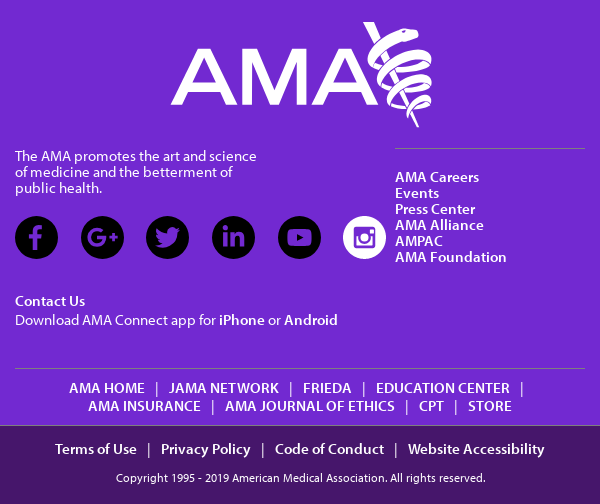 AMA
The AMA promotes the art and science
of medicine and the betterment of
public health.
AMA Careers
Events
Press Center
AMA Alliance
AMPAC
AMA Foundation
Contact Us
Download AMA Connect app for iPhone or Android
AMA HOME | JAMA NETWORK | FRIEDA | EDUCATION CENTER |
AMA INSURANCE | AMA JOURNAL OF ETHICS | CPT | STORE
Terms of Use | Privacy Policy | Code of Conduct | Website Accessibility
Copyright 1995 - 2019 American Medical Association. All rights reserved.